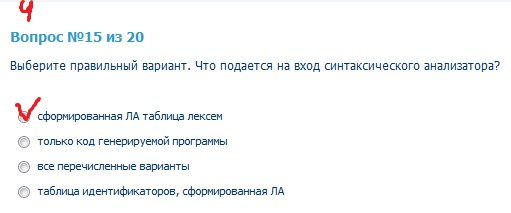 4
Вопрос №15 из 20
Выберите правильный вариант. Что подается на вход синтаксического анализатора?
сформированная ЛА таблица лексем
только код генерируемой программы
все перечисленные варианты
таблица идентификаторов, сформированная ЛА